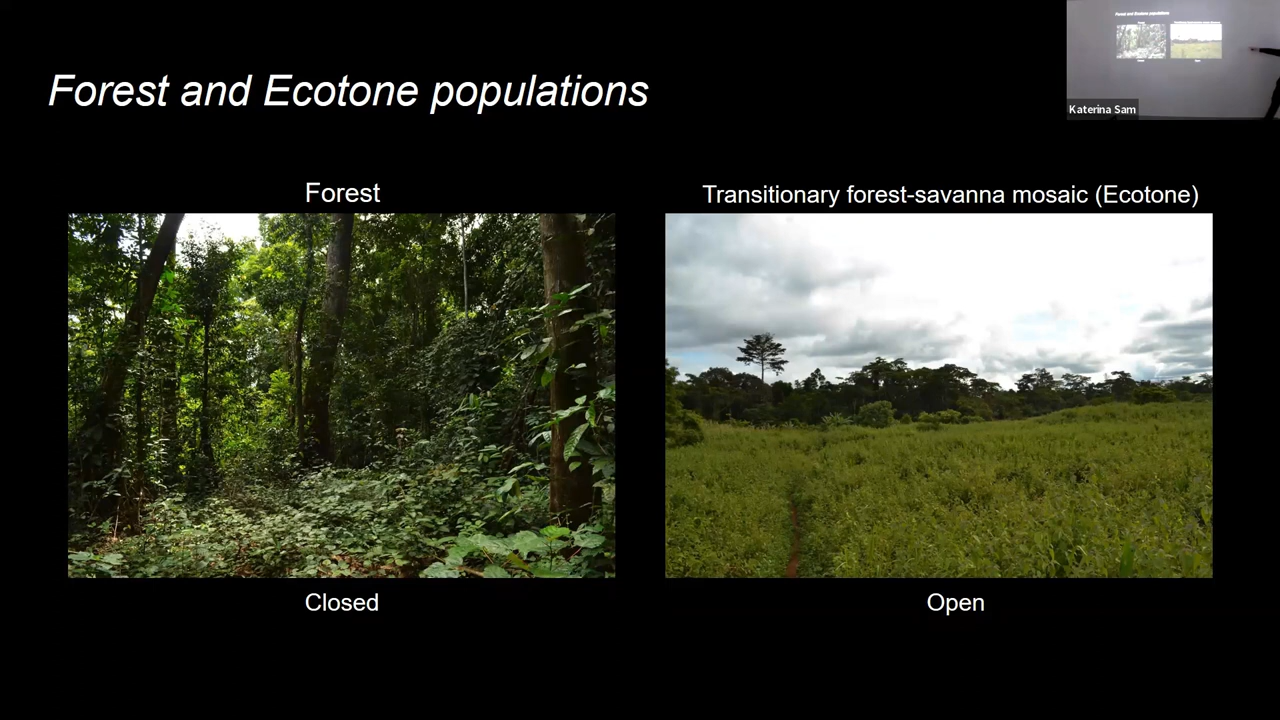 Forest and Ecotone populations
Katerina Sam
Forest
Transitionary forest-savanna mosaic (Ecotone)
Closed
Open